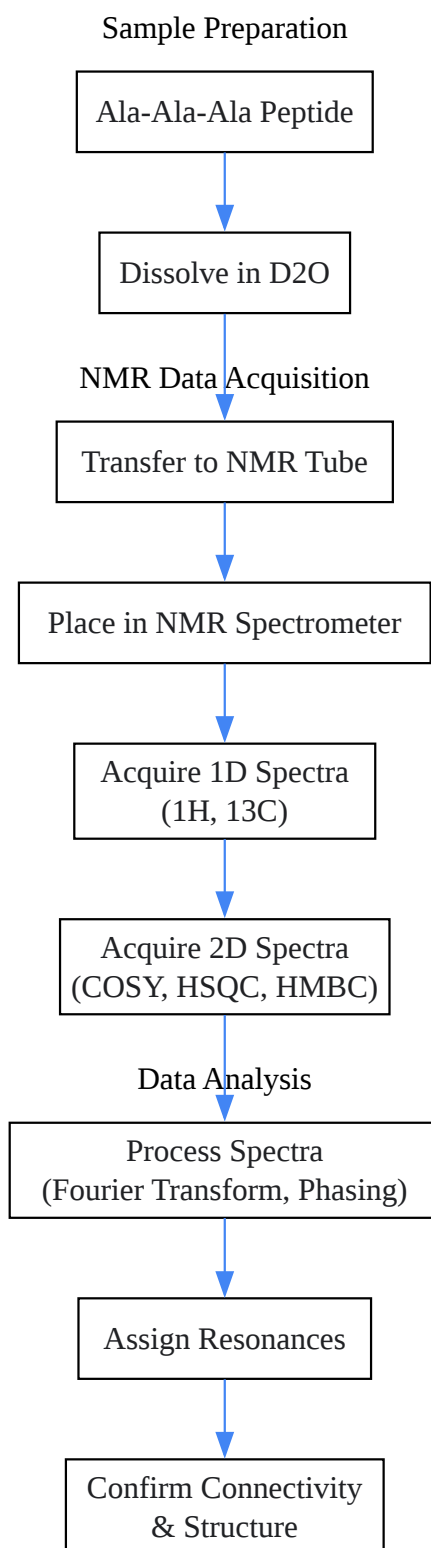 Sample Preparation
Ala-Ala-Ala Peptide
Dissolve in D2O
NMR Data Acquisition
Transfer to NMR Tube
Place in NMR Spectrometer
Acquire 1D Spectra
(1H, 13C)
Acquire 2D Spectra
(COSY, HSQC, HMBC)
Data Analysis
Process Spectra
(Fourier Transform, Phasing)
Assign Resonances
Confirm Connectivity
& Structure